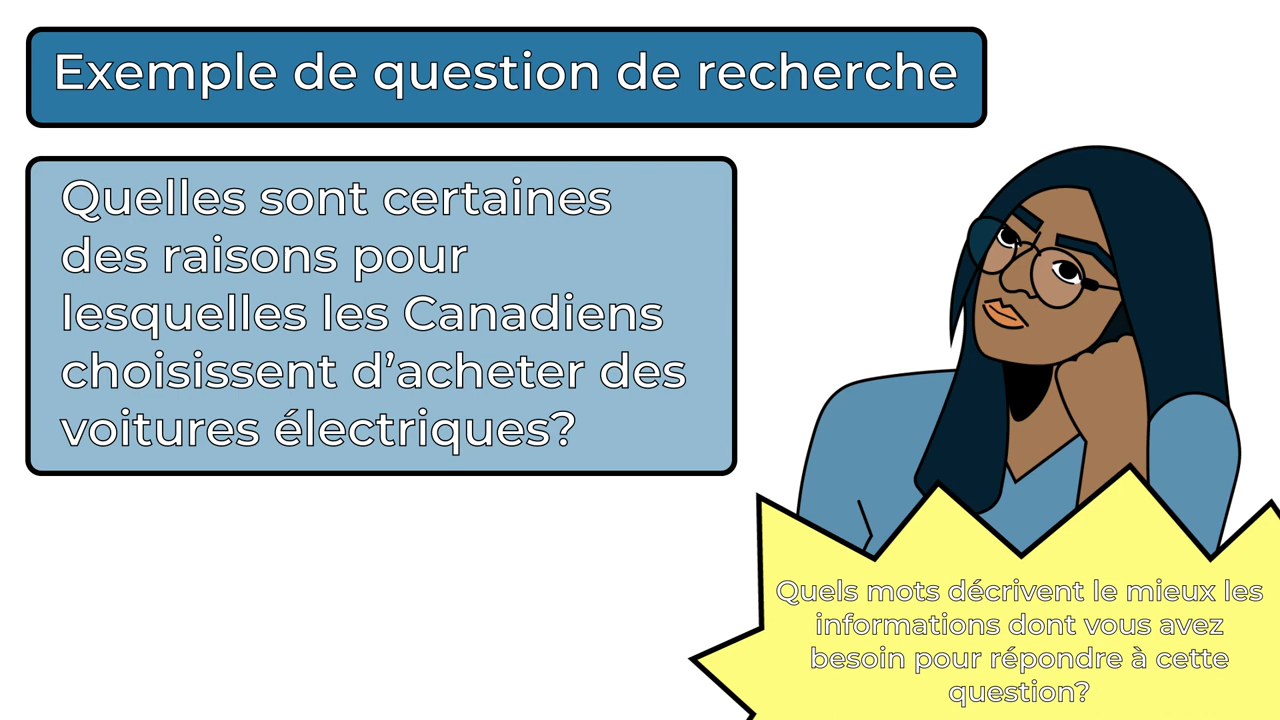 Exemple de question de recherche
Quelles sont certaines
des raisons pour
lesquelles les Canadiens
choisissent d’acheter des
voitures électriques?
Quels mots décrivent le mieux les
informations dont vous avez
besoin pour répondre à cette
question?